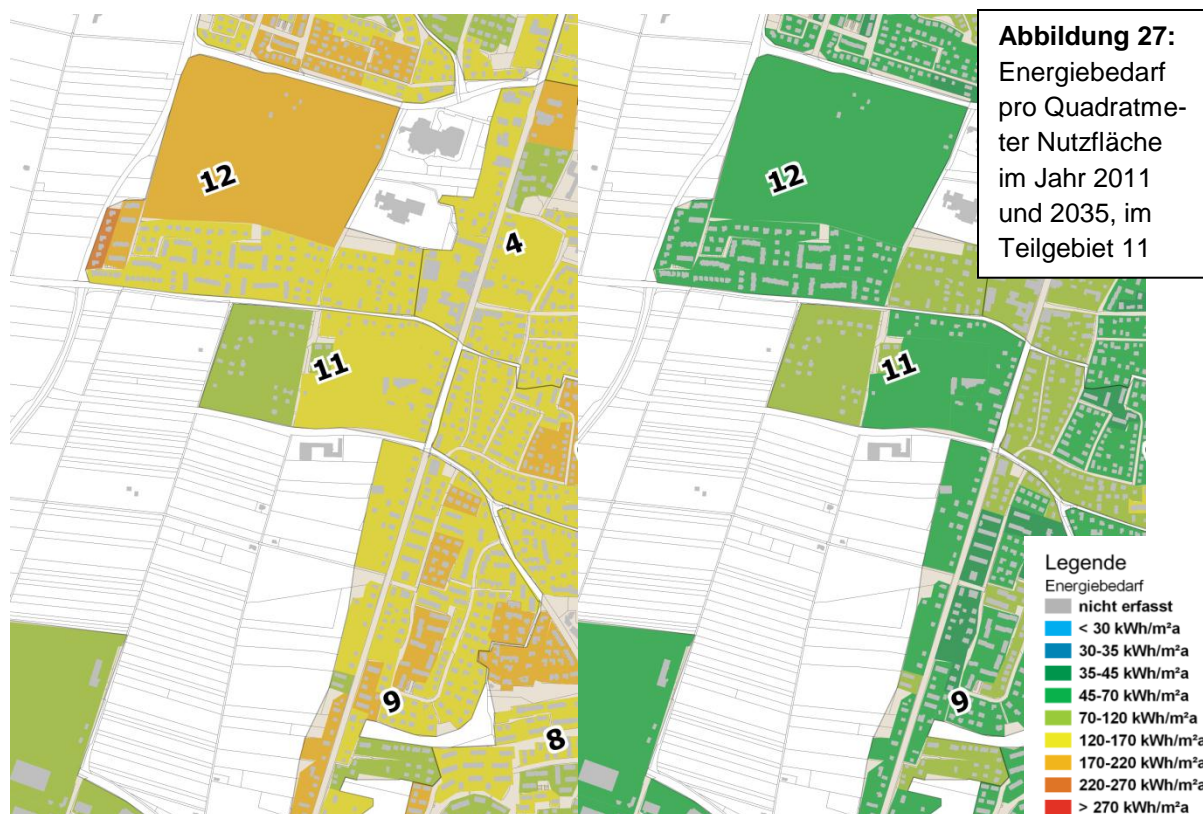 Abbildung 27:
Energiebedarf
pro Quadratme-
ter Nutzfläche
im Jahr 2011
und 2035, im
Teilgebiet 11
12
4
11
9
8
12
11
9
Legende
Energiebedarf
nicht erfasst
< 30 kWh/m²a
30-35 kWh/m²a
35-45 kWh/m²a
45-70 kWh/m²a
70-120 kWh/m²a
120-170 kWh/m²a
170-220 kWh/m²a
220-270 kWh/m²a
> 270 kWh/m²a